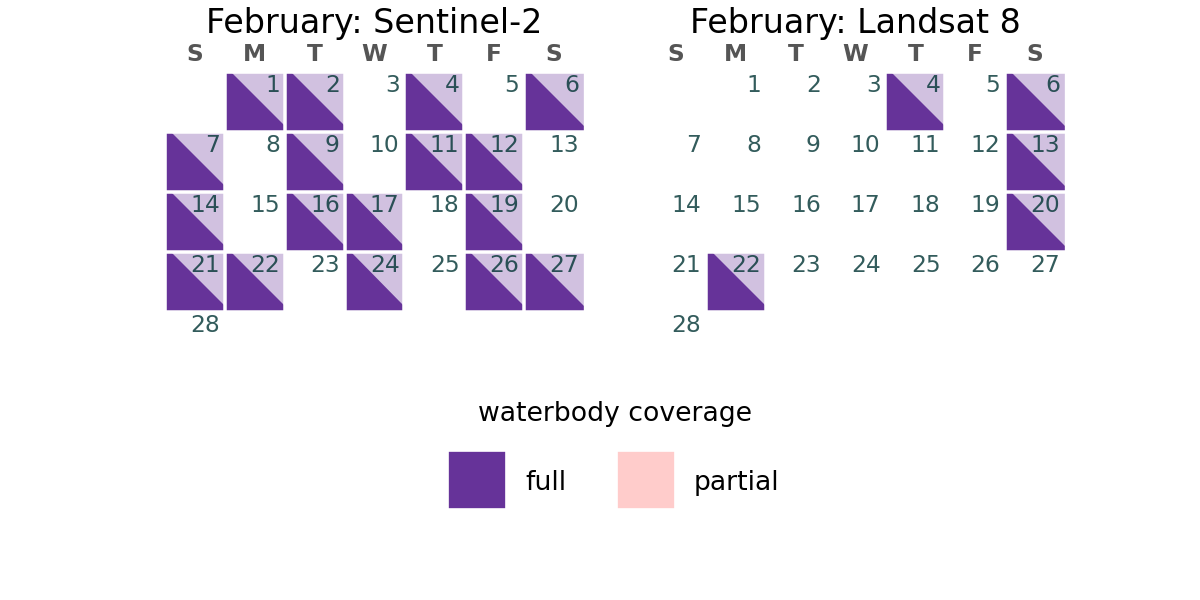 February: Sentinel-2
S M T W T F S
1 2 3 4 5 6
7 8 9 10 11 12 13
14 15 16 17 18 19 20
21 22 23 24 25 26 27
28
February: Landsat 8
S M T W T F S
1 2 3 4 5 6
7 8 9 10 11 12 13
14 15 16 17 18 19 20
21 22 23 24 25 26 27
28
waterbody coverage
full partial